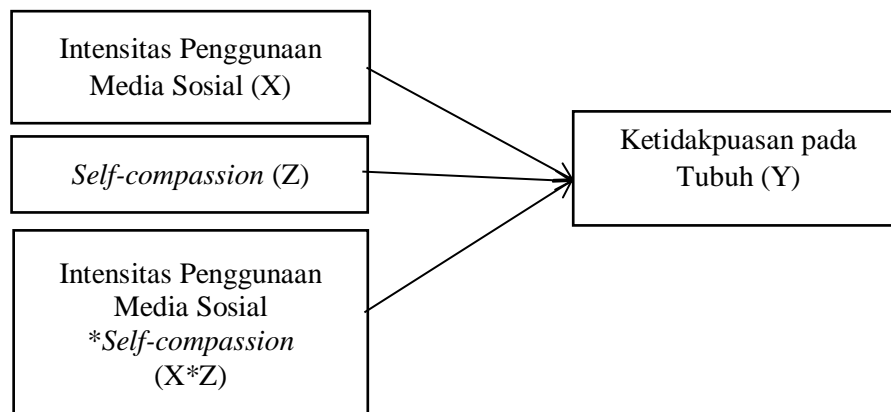 Intensitas Penggunaan
Media Sosial (X)
Self-compassion (Z)
Intensitas Penggunaan
Media Sosial
*Self-compassion
(X*Z)
Ketidakpuasan pada
Tubuh (Y)